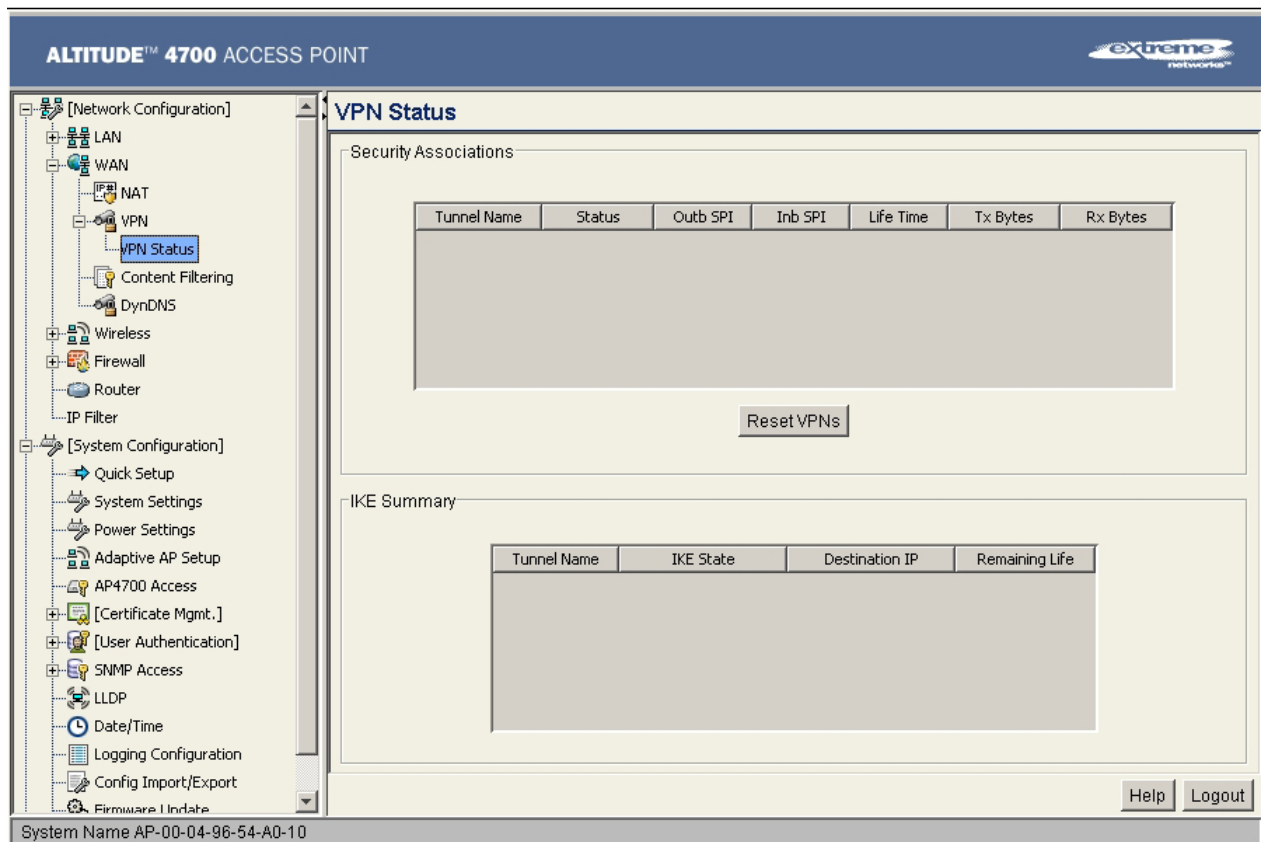 ALTITUDE™ 4700 ACCESS POINT
extreme networks™
[Network Configuration]
LAN
WAN
NAT
VPN
VPN Status
Content Filtering
DynDNS
Wireless
Firewall
Router
IP Filter
[System Configuration]
Quick Setup
System Settings
Power Settings
Adaptive AP Setup
AP4700 Access
[Certificate Mgmt.]
[User Authentication]
SNMP Access
LLDP
Date/Time
Logging Configuration
Config Import/Export
Firmware Update
VPN Status
Security Associations
Tunnel Name Status Outb SPI Inb SPI Life Time Tx Bytes Rx Bytes
Reset VPNs
IKE Summary
Tunnel Name IKE State Destination IP Remaining Life
Help Logout
System Name AP-00-04-96-54-A0-10